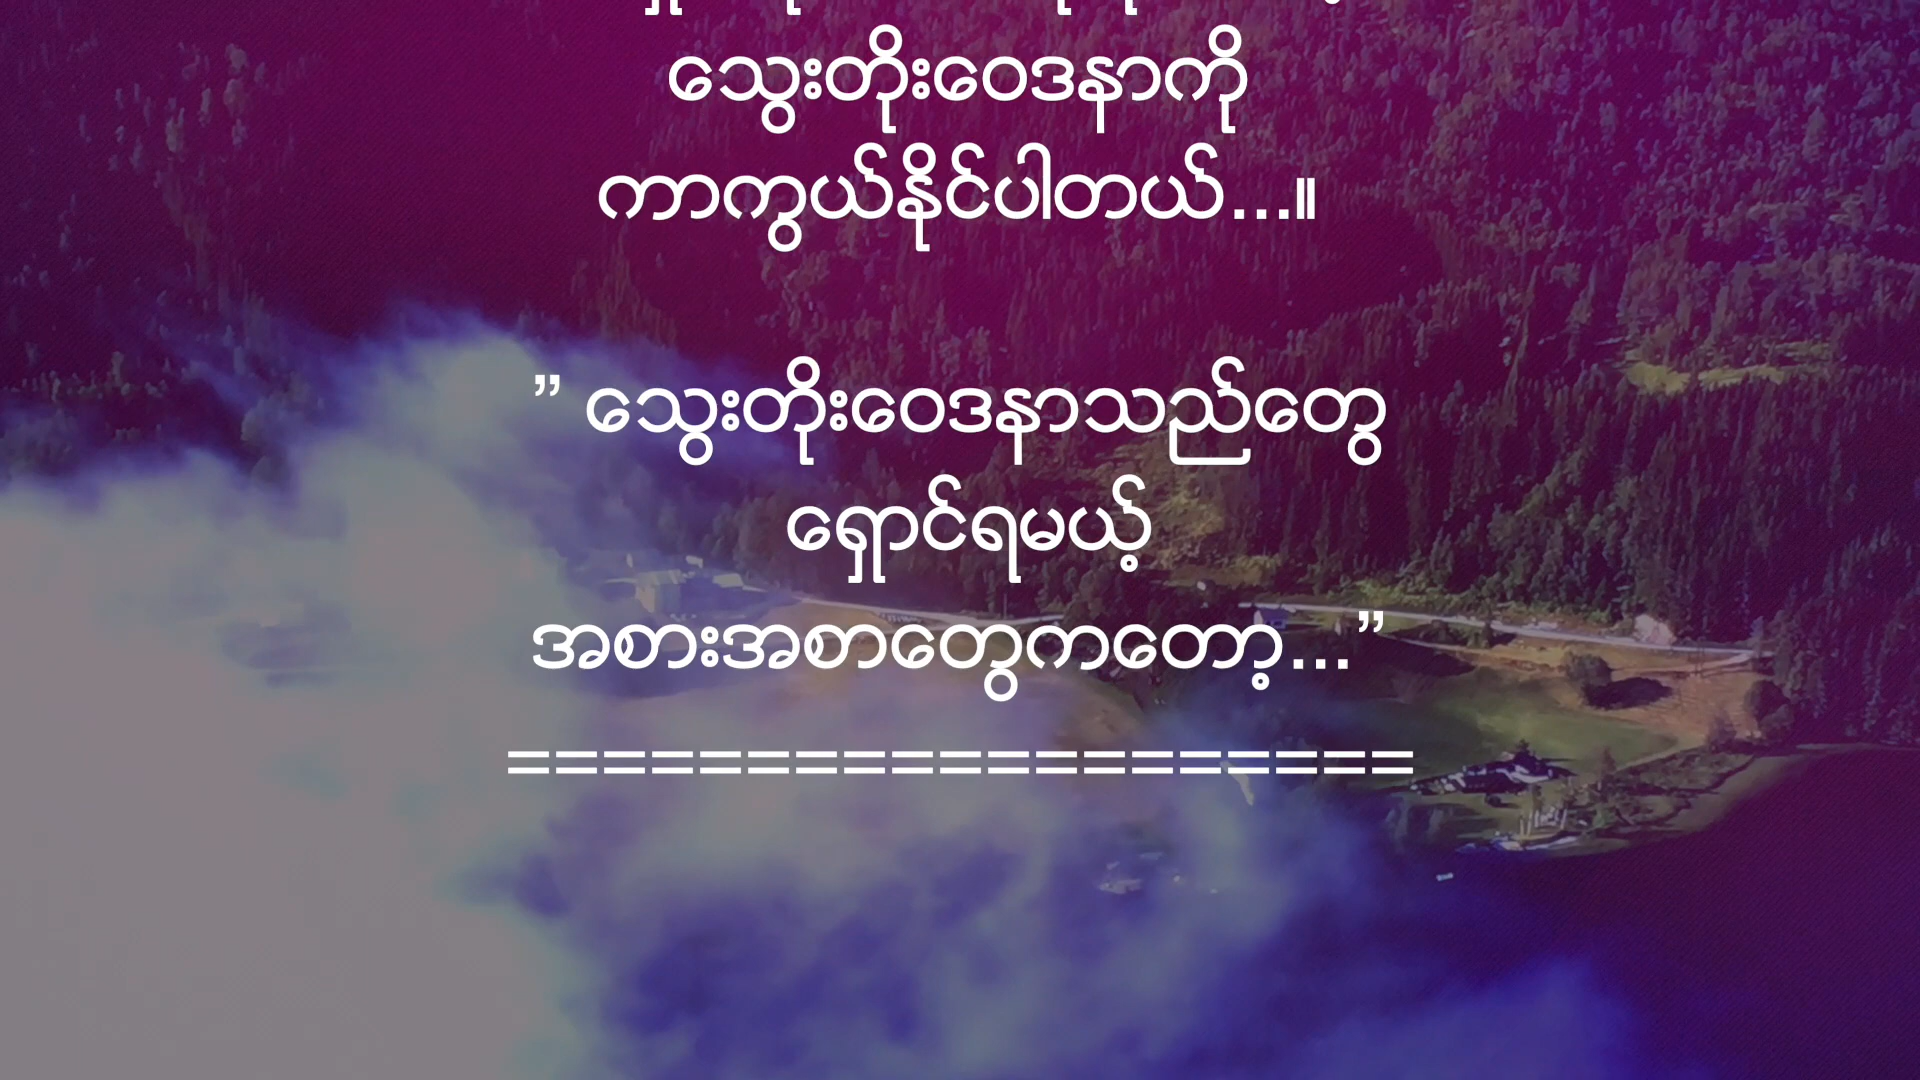 သွေးတိုးဝေဒနာကို
ကာကွယ်နိုင်ပါတယ်...။
” သွေးတိုးဝေဒနာသည်တွေ
ရှောင်ရမယ့်
အစားအစာတွေကတော့...”
===================